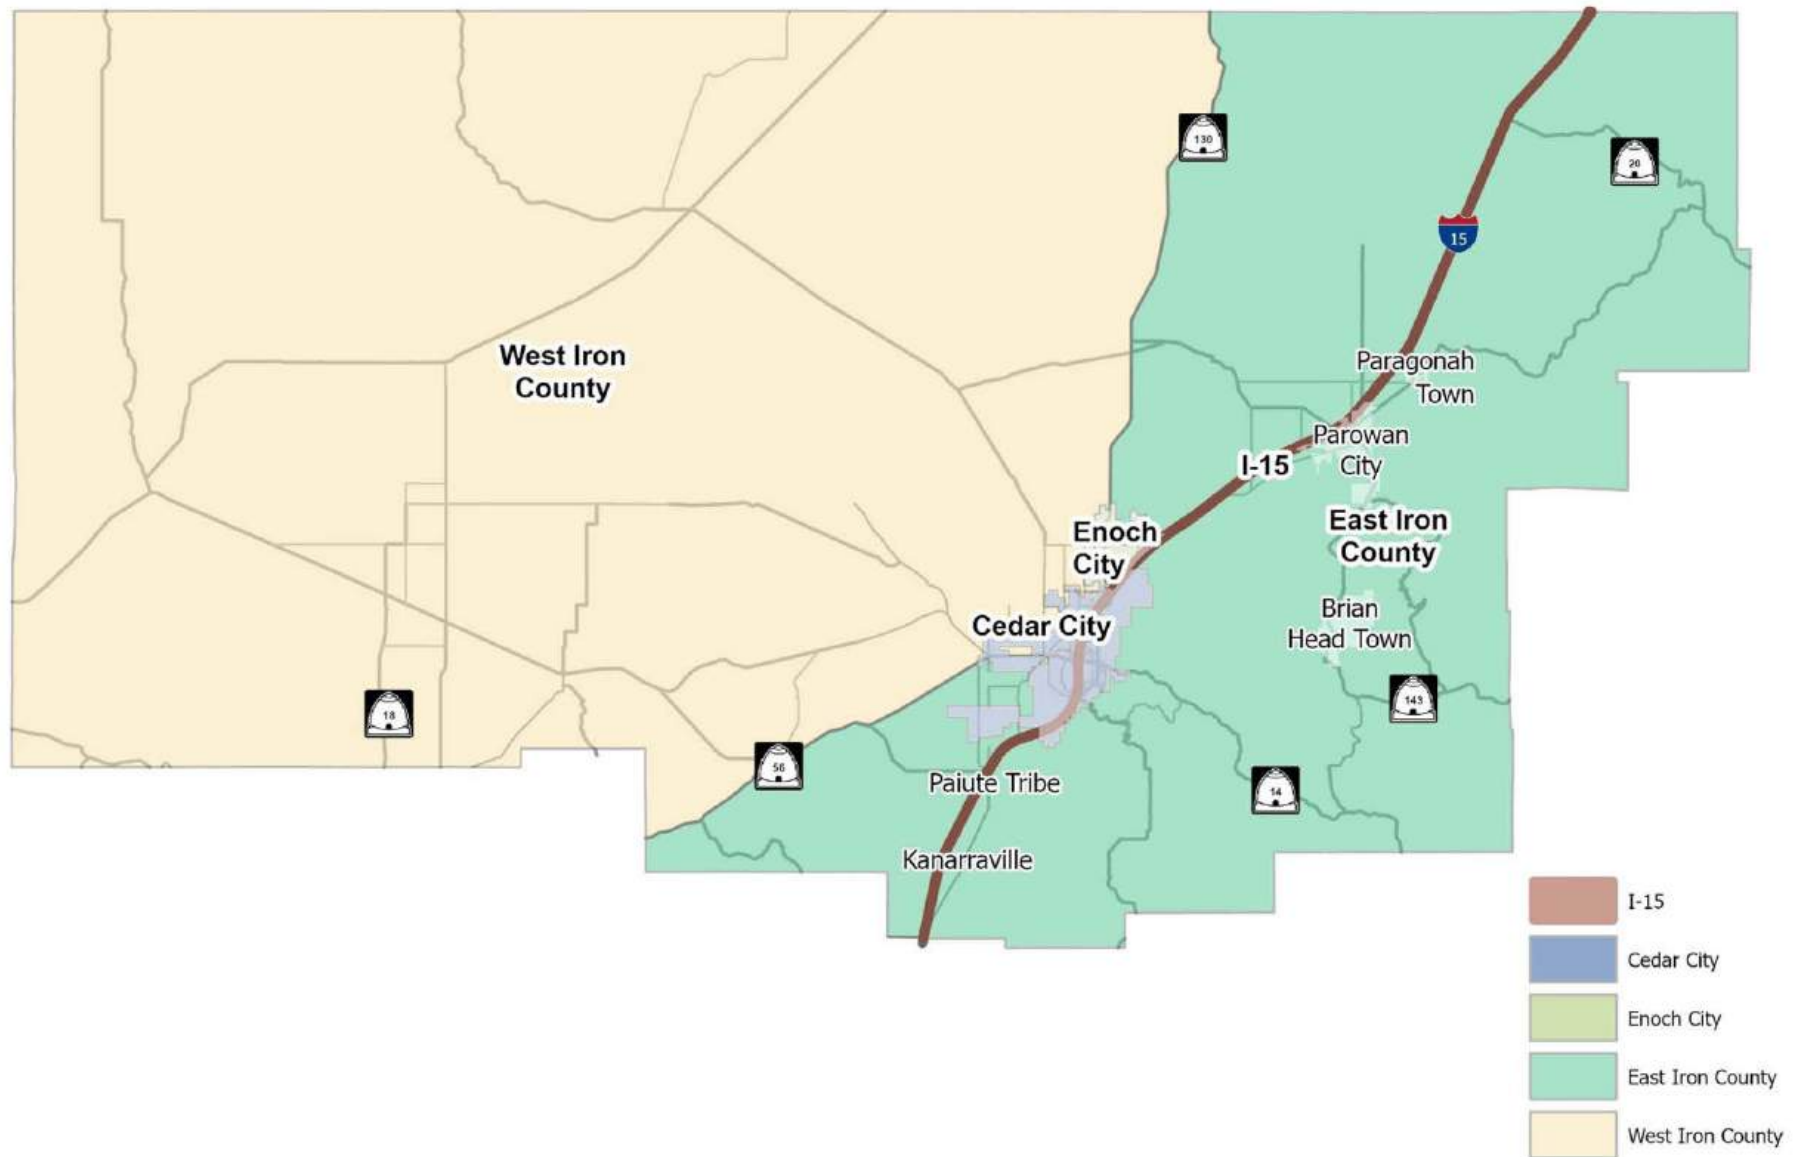 130
20
15
West Iron
County
Paragonah
Town
Parowan
City
I-15
East Iron
County
Enoch
City
Brian
Head Town
Cedar City
143
18
56
14
Paiute Tribe
Kanarraville
I-15
Cedar City
Enoch City
East Iron County
West Iron County